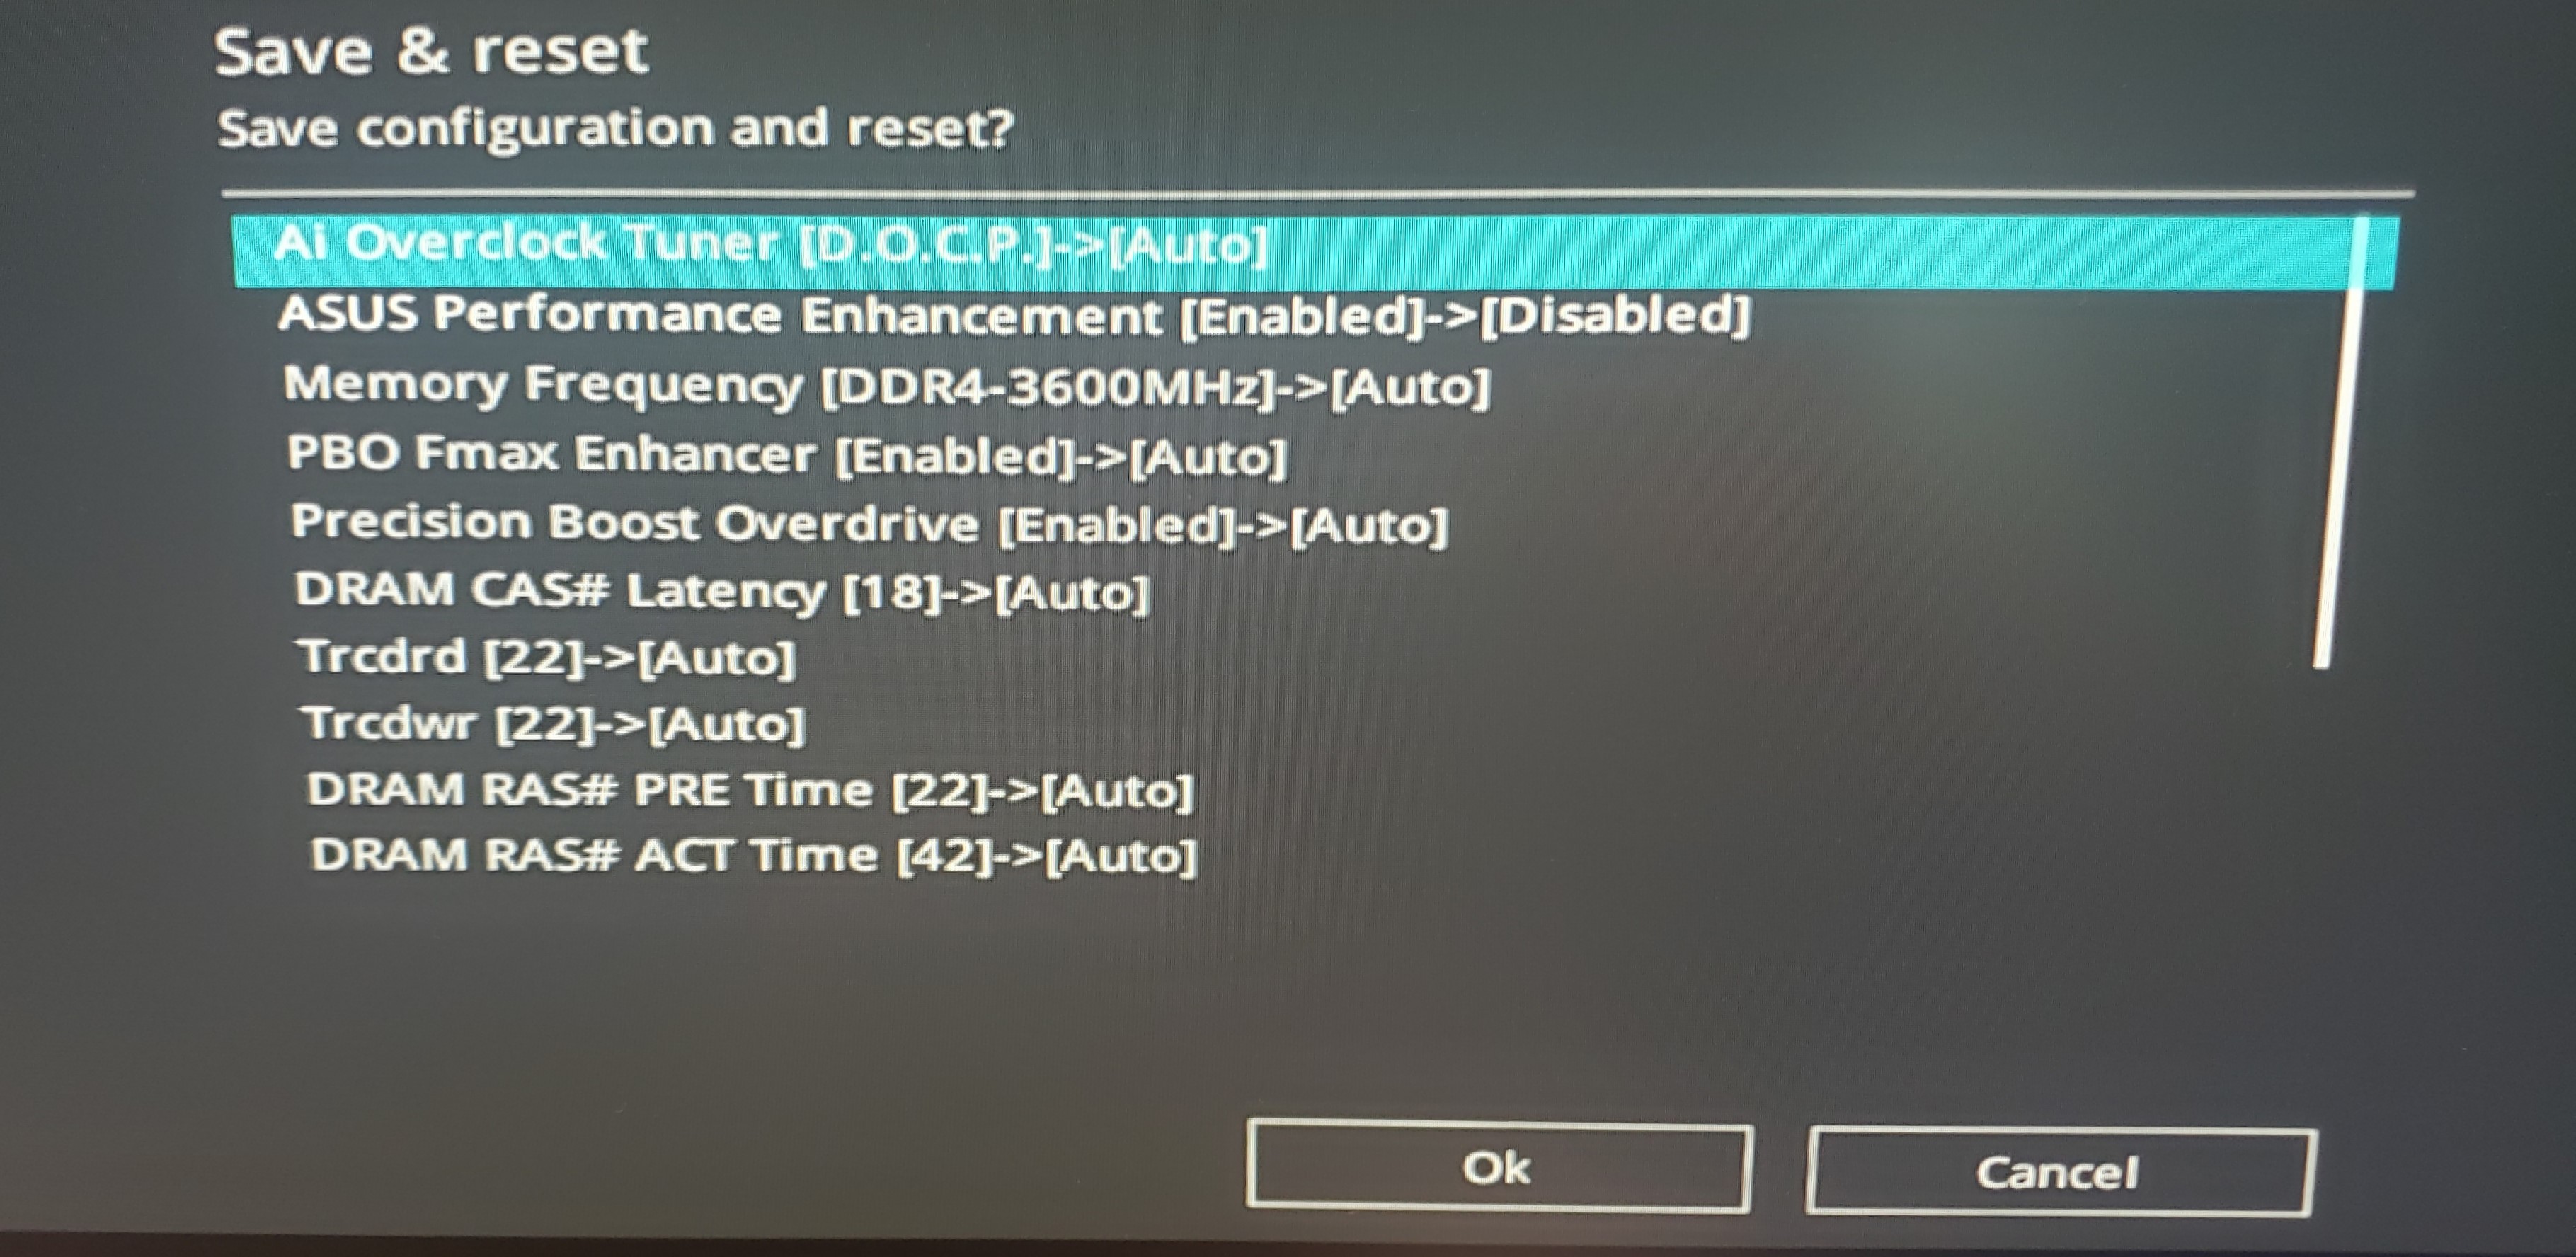 Save & reset
Save configuration and reset?
Ai Overclock Tuner [D.O.C.P.]->[Auto]
ASUS Performance Enhancement [Enabled]->[Disabled]
Memory Frequency [DDR4-3600MHz]->[Auto]
PBO Fmax Enhancer [Enabled]->[Auto]
Precision Boost Overdrive [Enabled]->[Auto]
DRAM CAS# Latency [18]->[Auto]
Trcdrd [22]->[Auto]
Trcdwr [22]->[Auto]
DRAM RAS# PRE Time [22]->[Auto]
DRAM RAS# ACT Time [42]->[Auto]
Ok Cancel